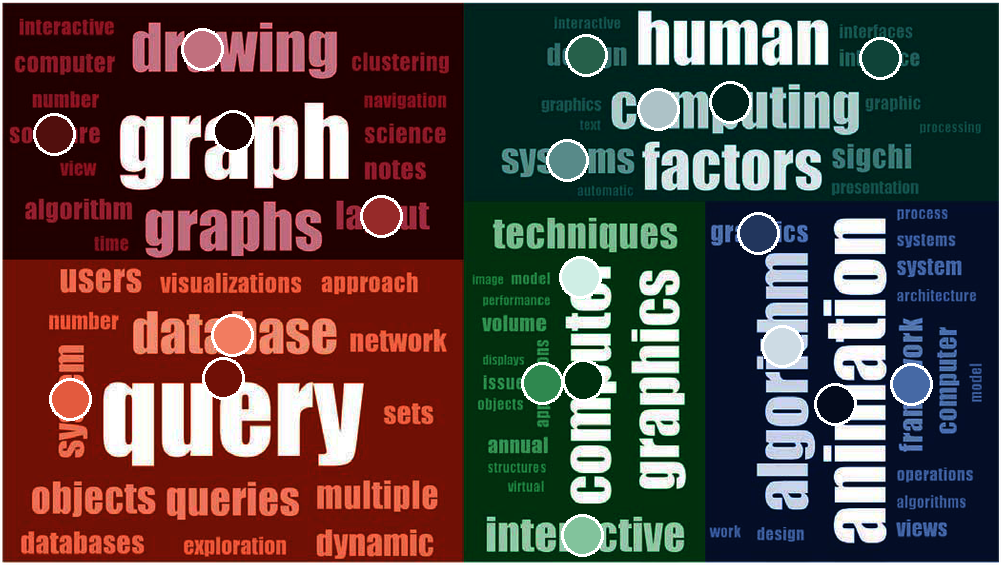 interactive
drawing
computer
clustering
number
navigation
software
graph
science
view
notes
algorithm
graphs
layout
time
interactive
human
interfaces
design
interface
graphics
computing
graphic
text
processing
systems
factors
sigchi
automatic
presentation
users
visualizations
approach
number
database
network
system
query
sets
objects
queries
multiple
databases
exploration
dynamic
techniques
image
model
performance
volume
displays
issues
objects
computer
graphics
annual
structures
virtual
interactive
graphics
process
systems
system
architecture
algorithm
animation
framework
computer
model
operations
algorithms
work
design
views